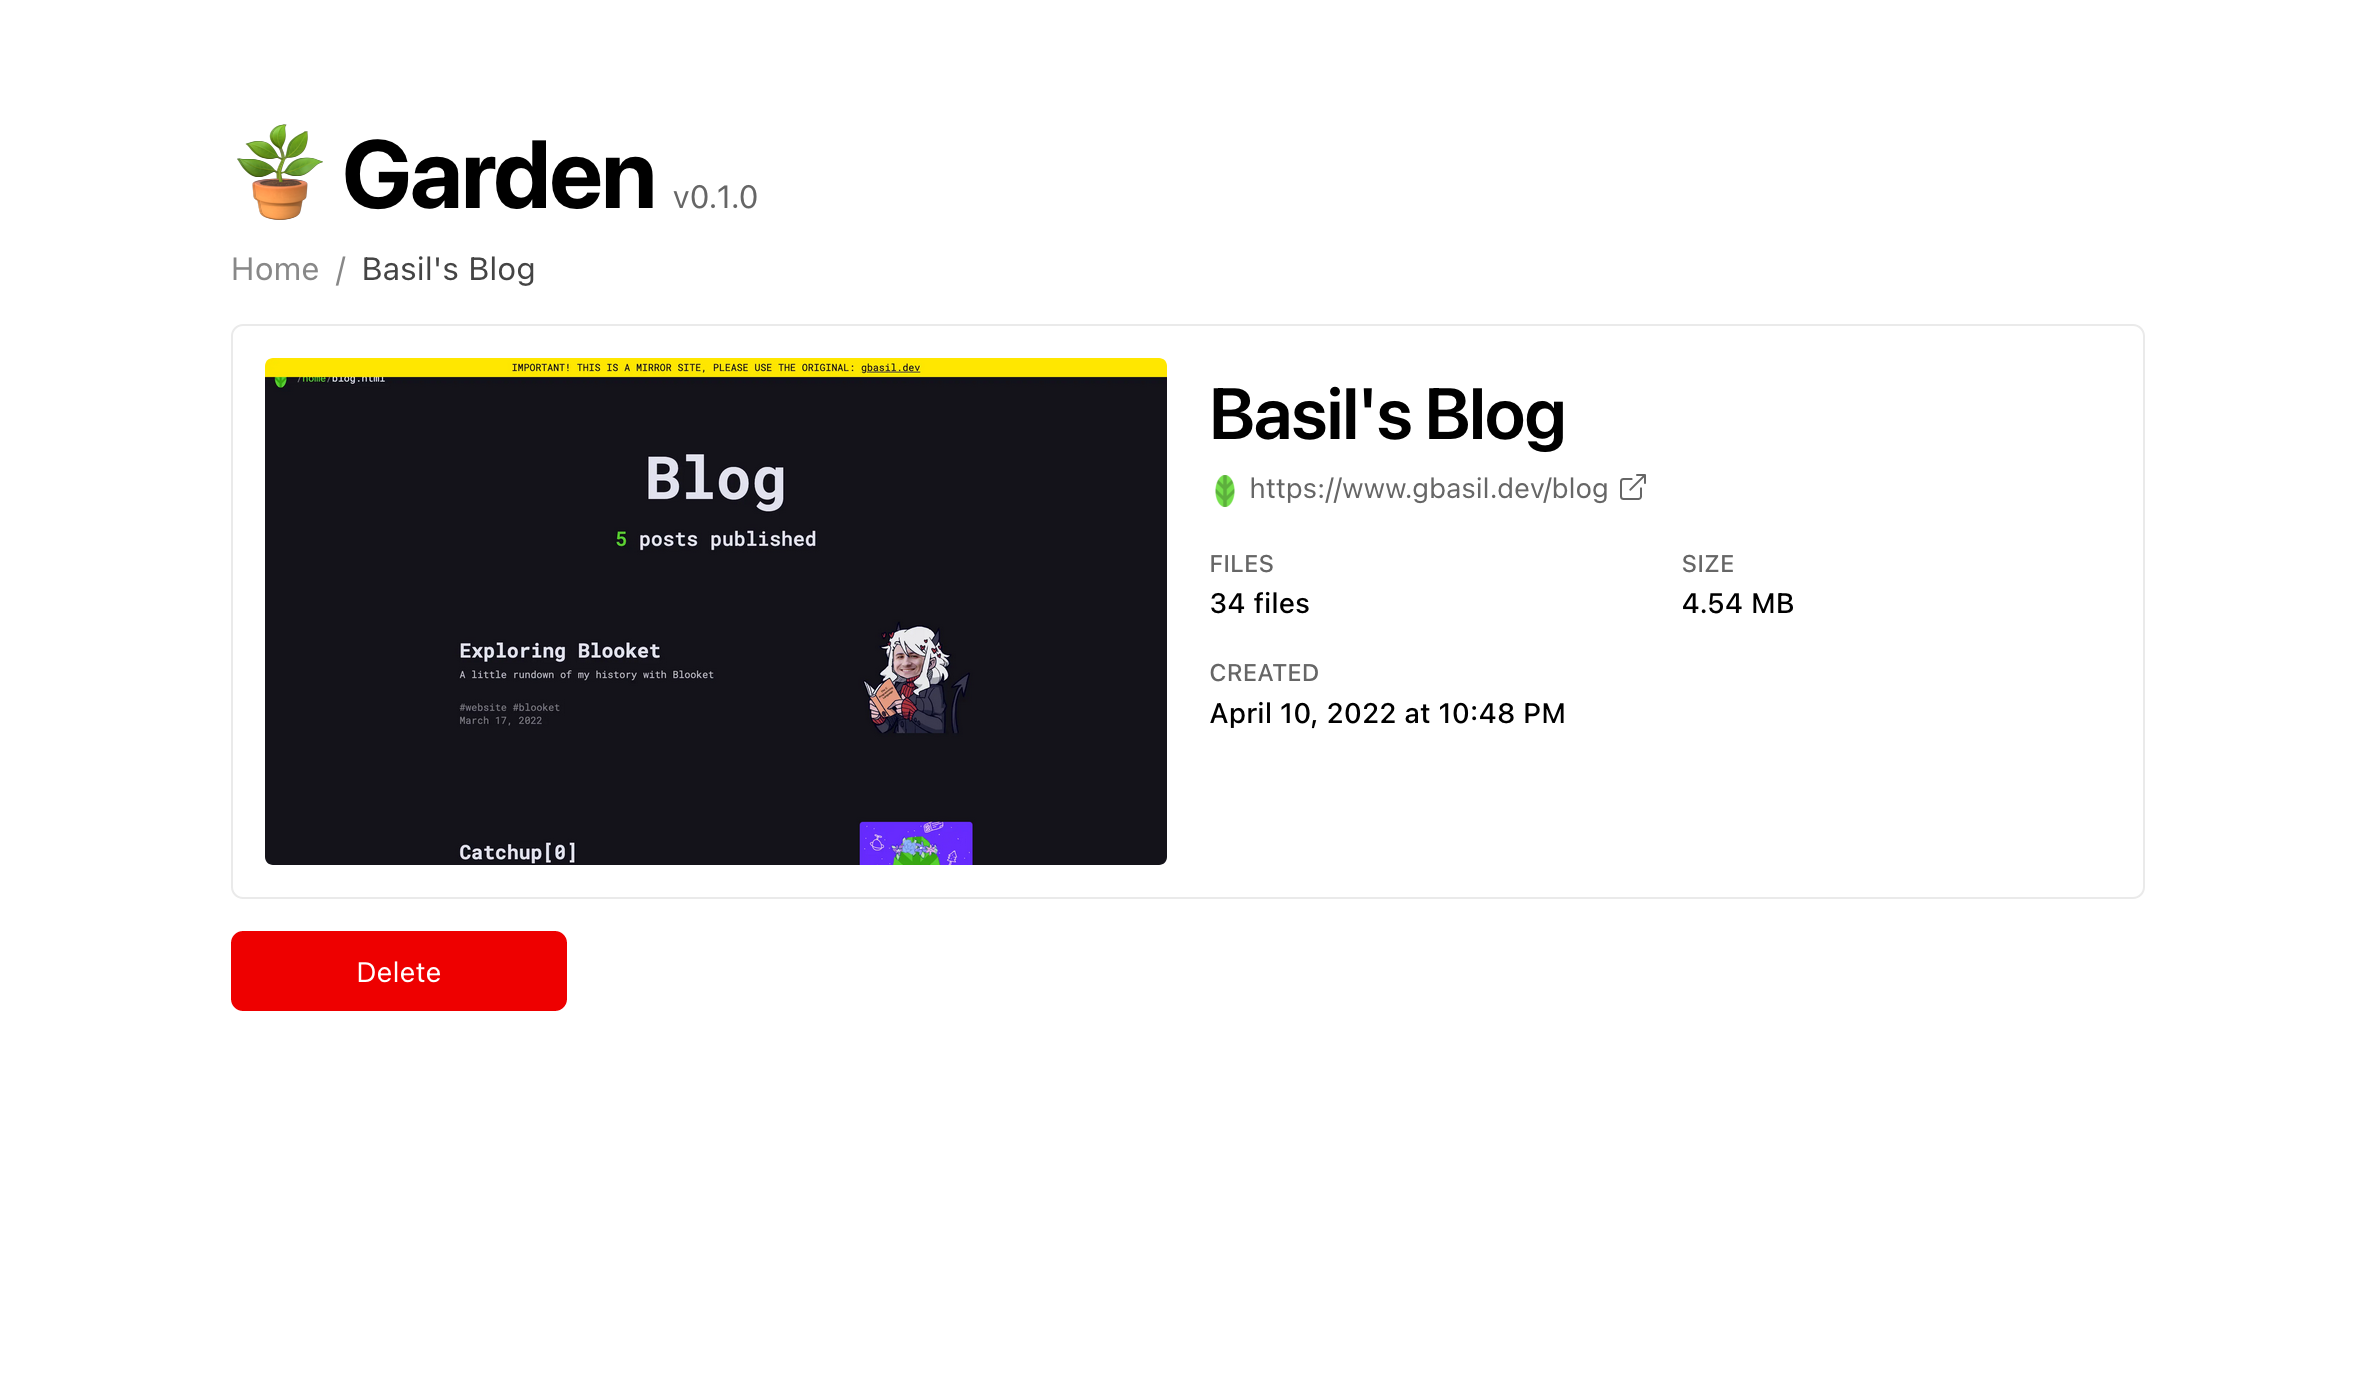 Garden v0.1.0
Home / Basil's Blog
IMPORTANT! THIS IS A MIRROR SITE, PLEASE USE THE ORIGINAL: gbasil.dev
/home/blog.html
Blog
5 posts published
Exploring Blooket
A little rundown of my history with Blooket
#website #blooket
March 17, 2022
Catchup[0]
Basil's Blog
https://www.gbasil.dev/blog
FILES
34 files
SIZE
4.54 MB
CREATED
April 10, 2022 at 10:48 PM
Delete